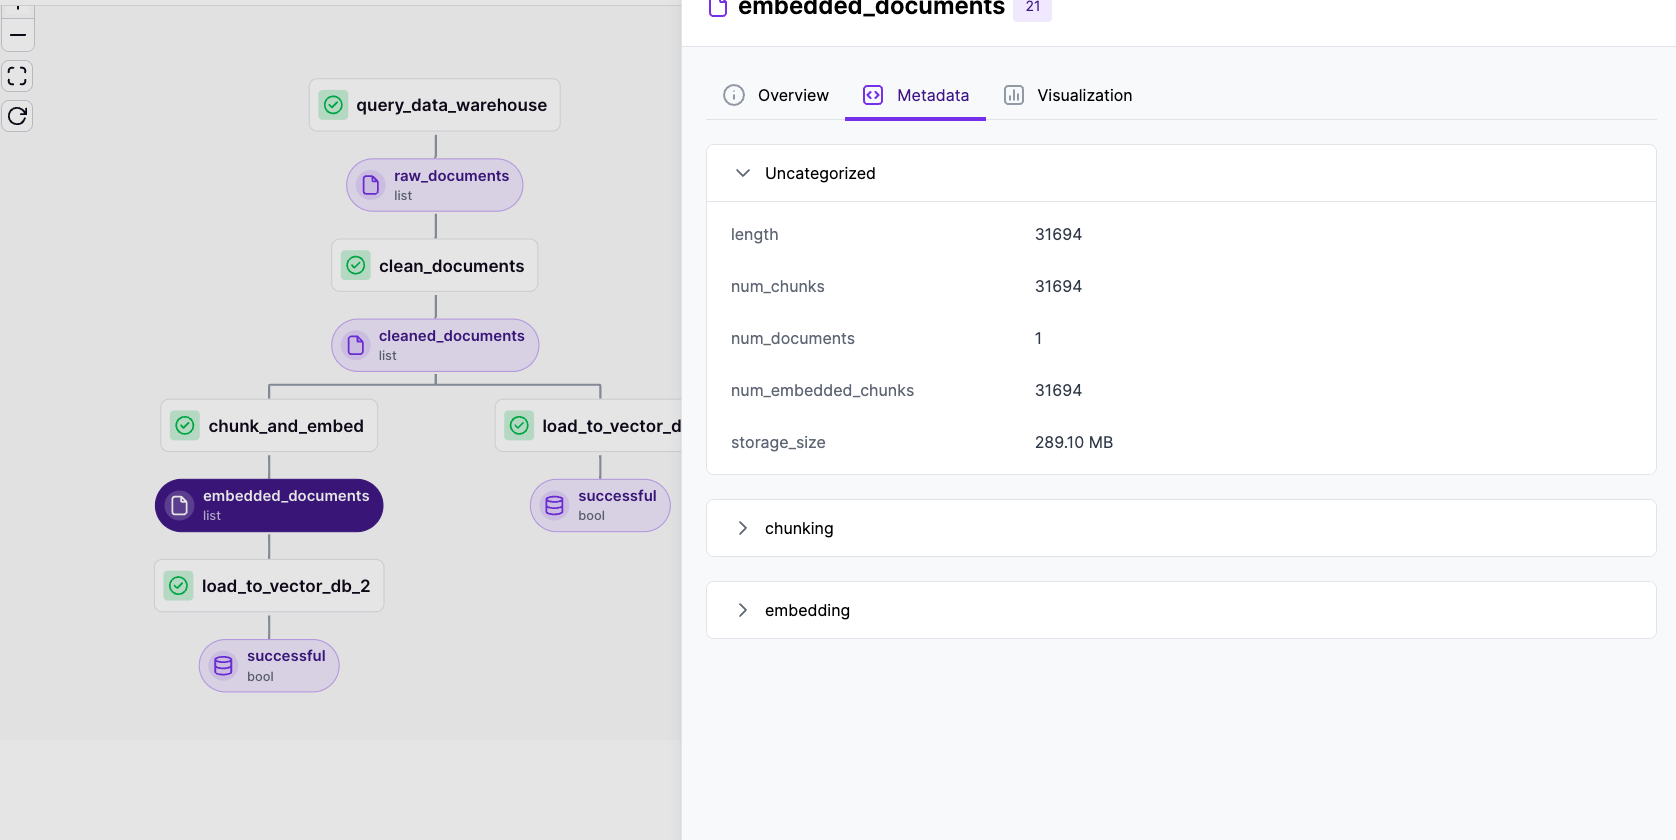 query_data_warehouse
raw_documents
list
clean_documents
cleaned_documents
list
chunk_and_embed
load_to_vector_d
embedded_documents
list
successful
bool
load_to_vector_db_2
successful
bool
embedded_documents 21
Overview Metadata Visualization
Uncategorized
length 31694
num_chunks 31694
num_documents 1
num_embedded_chunks 31694
storage_size 289.10 MB
chunking
embedding